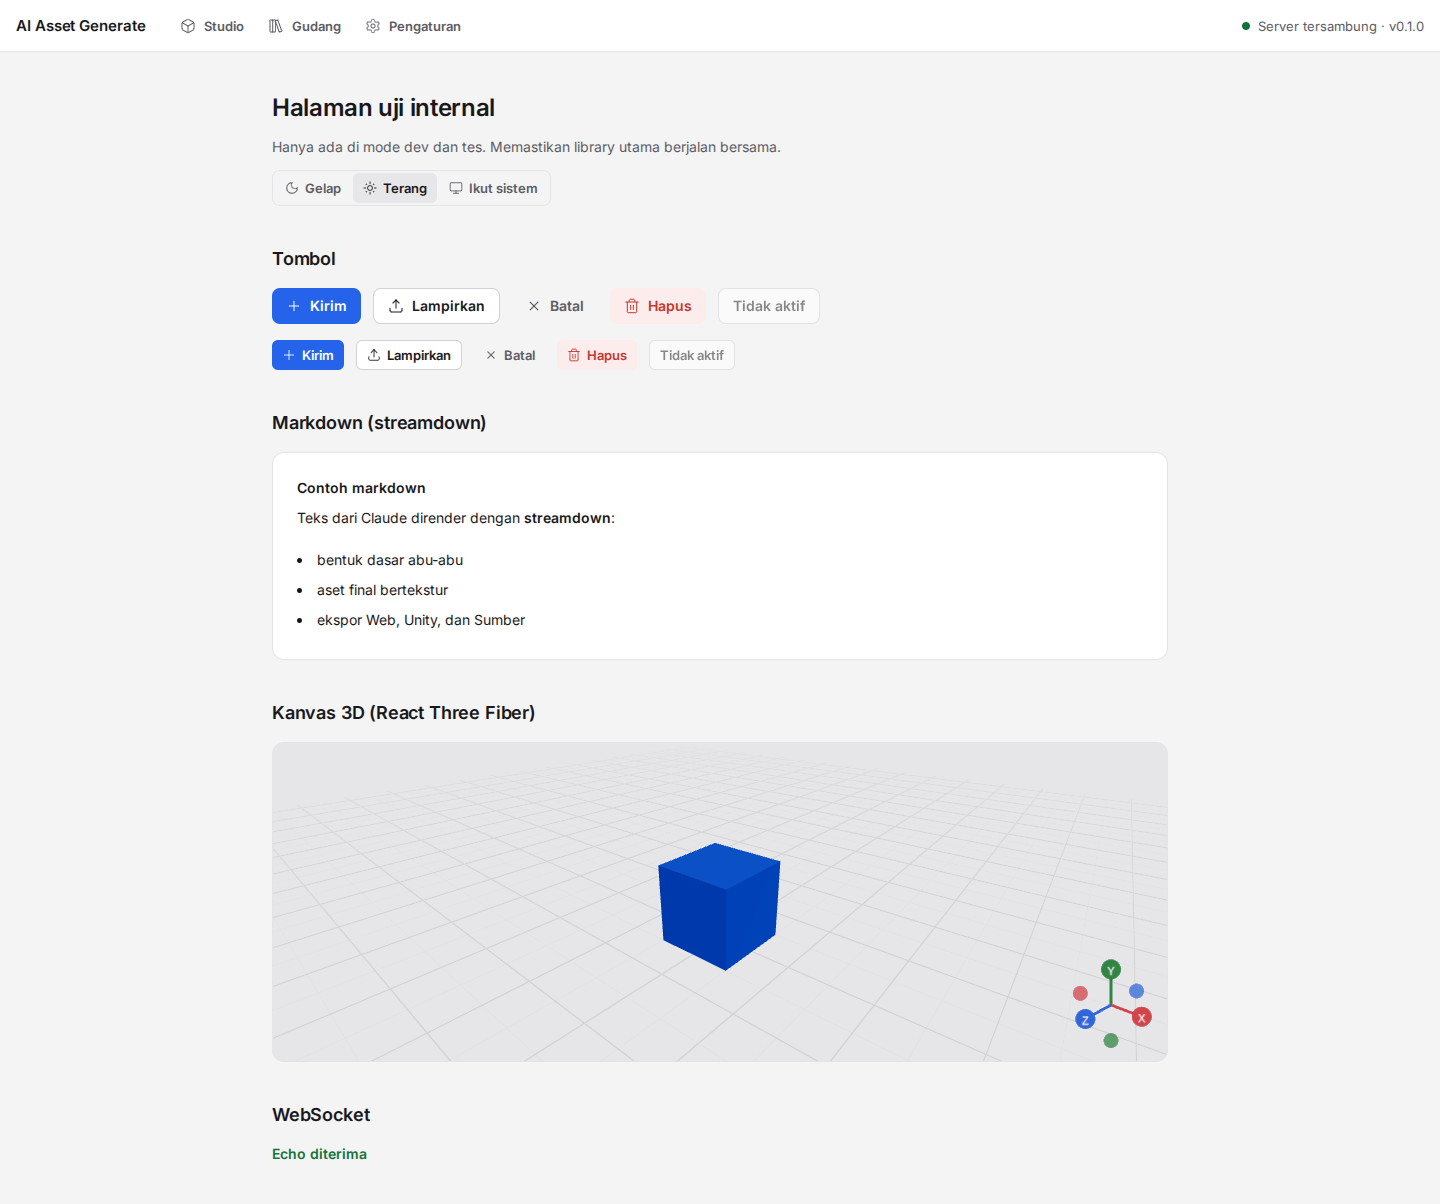 AI Asset Generate Studio Gudang Pengaturan Server tersambung · v0.1.0
Halaman uji internal
Hanya ada di mode dev dan tes. Memastikan library utama berjalan bersama.
Gelap Terang Ikut sistem
Tombol
Kirim Lampirkan Batal Hapus Tidak aktif
Kirim Lampirkan Batal Hapus Tidak aktif
Markdown (streamdown)
Contoh markdown
Teks dari Claude dirender dengan streamdown:
bentuk dasar abu-abu
aset final bertekstur
ekspor Web, Unity, dan Sumber
Kanvas 3D (React Three Fiber)
Y
Z X
WebSocket
Echo diterima